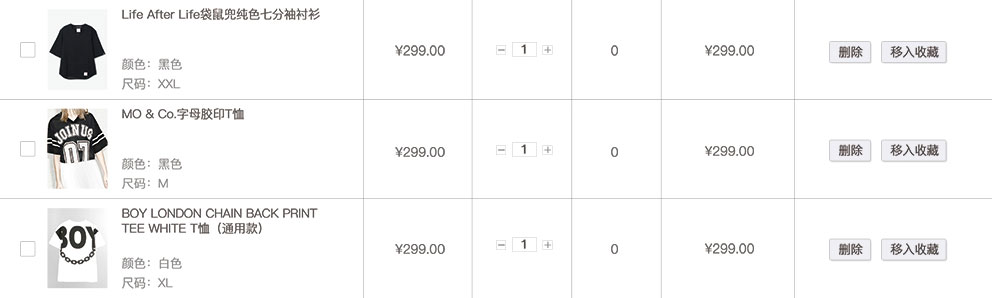 Life After Life袋鼠兜纯色七分袖衬衫
颜色：黑色
尺码：XXL
¥299.00
1
0
¥299.00
删除
移入收藏
MO & Co.字母胶印T恤
颜色：黑色
尺码：M
JOIN US
07
¥299.00
1
0
¥299.00
删除
移入收藏
BOY LONDON CHAIN BACK PRINT
TEE WHITE T恤（通用款）
颜色：白色
尺码：XL
BOY
¥299.00
1
0
¥299.00
删除
移入收藏